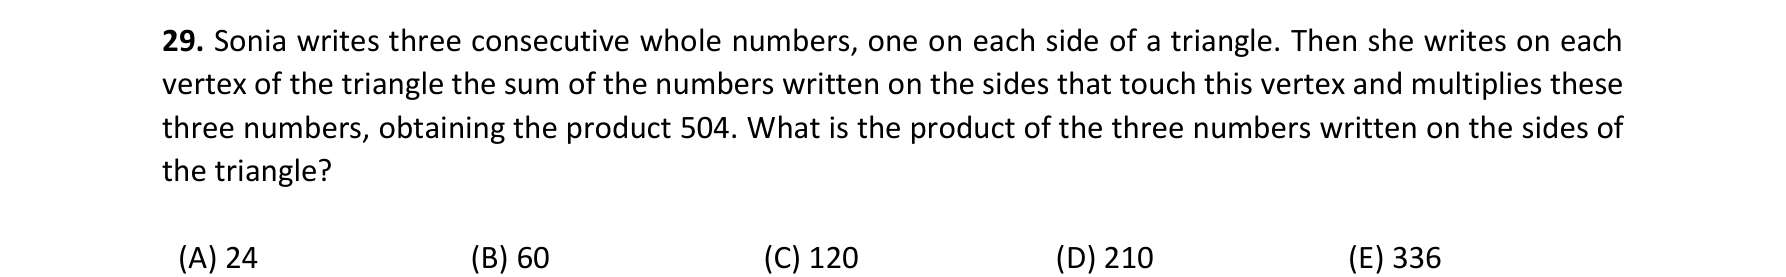 29. Sonia writes three consecutive whole numbers, one on each side of a triangle. Then she writes on each
vertex of the triangle the sum of the numbers written on the sides that touch this vertex and multiplies these
three numbers, obtaining the product 504. What is the product of the three numbers written on the sides of
the triangle?
(A) 24 (B) 60 (C) 120 (D) 210 (E) 336